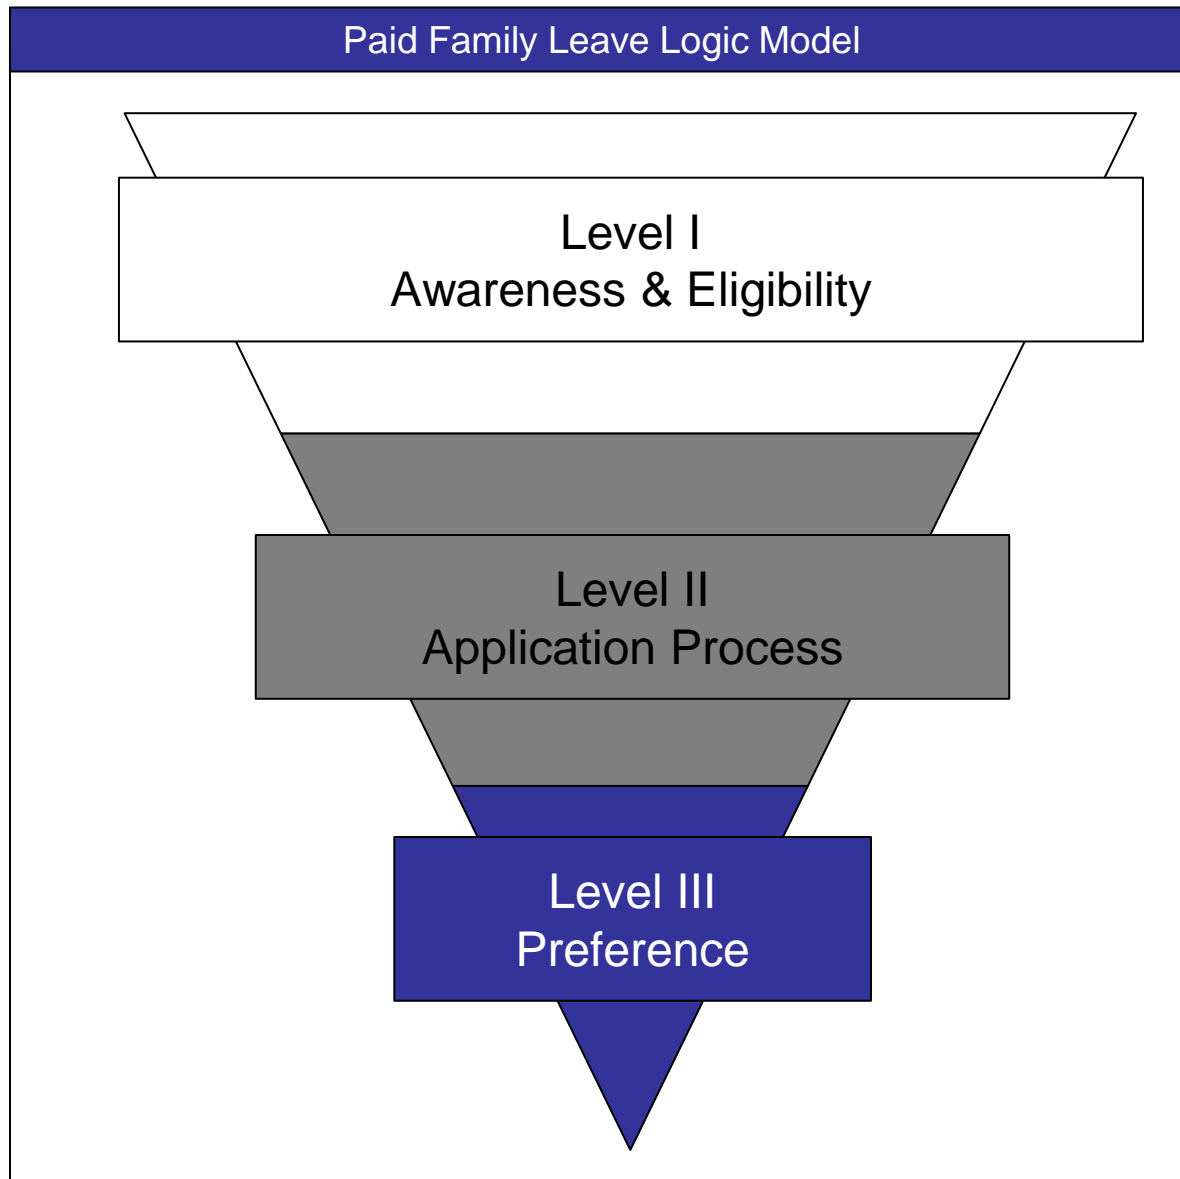 Paid Family Leave Logic Model
Level I
Awareness & Eligibility
Level II
Application Process
Level III
Preference